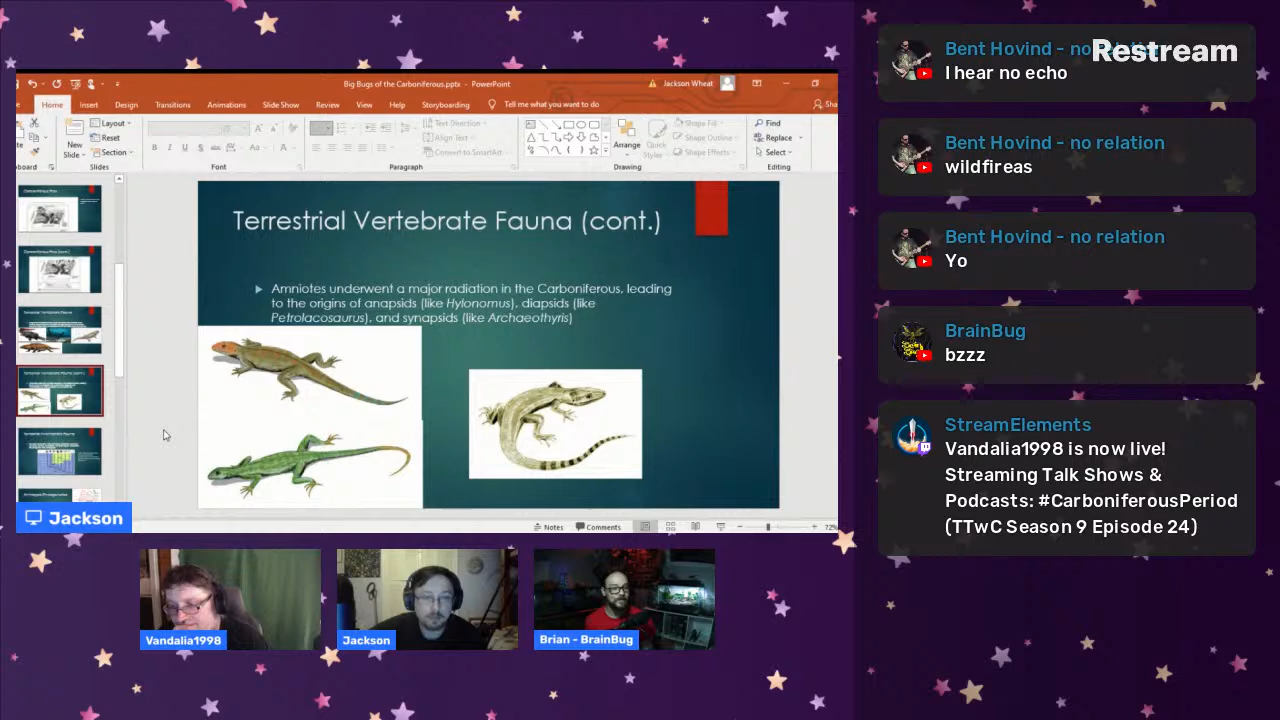 Big Bugs of the Carboniferous.pptx - PowerPoint
Jackson Wheat
Home Insert Design Transitions Animations Slide Show Review View Help Storyboarding Tell me what you want to do
Sha
New
Slide
Layout
Reset
Section
Text Direction
Align Text
Convert to SmartArt
Arrange
Quick
Styles
Shape Fill
Shape Outline
Shape Effects
Find
Replace
Select
board
Slides
Font
Paragraph
Drawing
Editing
Terrestrial Vertebrate Fauna (cont.)
Amniotes underwent a major radiation in the Carboniferous, leading
to the origins of anapsids (like Hylonomus), diapsids (like
Petrolacosaurus), and synapsids (like Archaeothyris)
Jackson
Notes
Comments
72%
Vandalia1998
Jackson
Brian - BrainBug
Restream
Bent Hovind - no
I hear no echo
Bent Hovind - no relation
wildfireas
Bent Hovind - no relation
Yo
BrainBug
bzzz
StreamElements
Vandalia1998 is now live!
Streaming Talk Shows &
Podcasts: #CarboniferousPeriod
(TTwC Season 9 Episode 24)